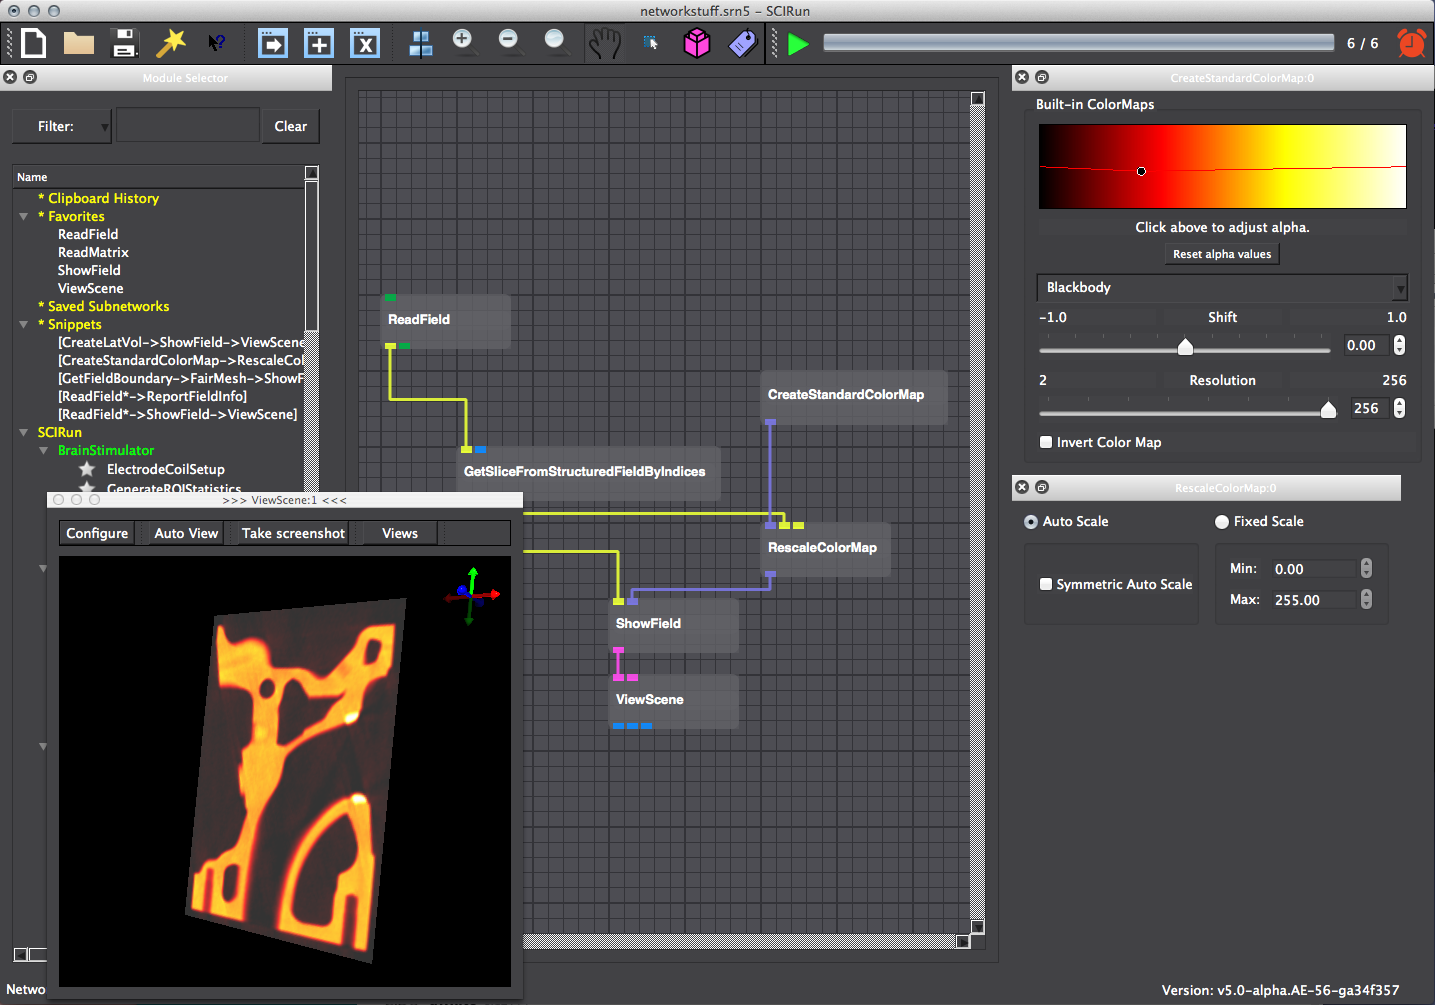 networkstuff.srn5 - SCIRun
6 / 6
Module Selector
Filter:
Clear
Name
* Clipboard History
* Favorites
ReadField
ReadMatrix
ShowField
ViewScene
* Saved Subnetworks
* Snippets
[CreateLatVol->ShowField->ViewScene
[CreateStandardColorMap->RescaleCol
[GetFieldBoundary->FairMesh->ShowF
[ReadField*->ReportFieldInfo]
[ReadField*->ShowField->ViewScene]
SCIRun
BrainStimulator
ElectrodeCoilSetup
GenerateROIStatistics
>>> ViewScene:1 <<<
Configure
Auto View
Take screenshot
Views
ReadField
CreateStandardColorMap
GetSliceFromStructuredFieldByIndices
RescaleColorMap
ShowField
ViewScene
CreateStandardColorMap:0
Built-in ColorMaps
Click above to adjust alpha.
Reset alpha values
Blackbody
-1.0 Shift 1.0
0.00
2 Resolution 256
256
Invert Color Map
RescaleColorMap:0
Auto Scale
Fixed Scale
Symmetric Auto Scale
Min: 0.00
Max: 255.00
Netwo
Version: v5.0-alpha.AE-56-ga34f357